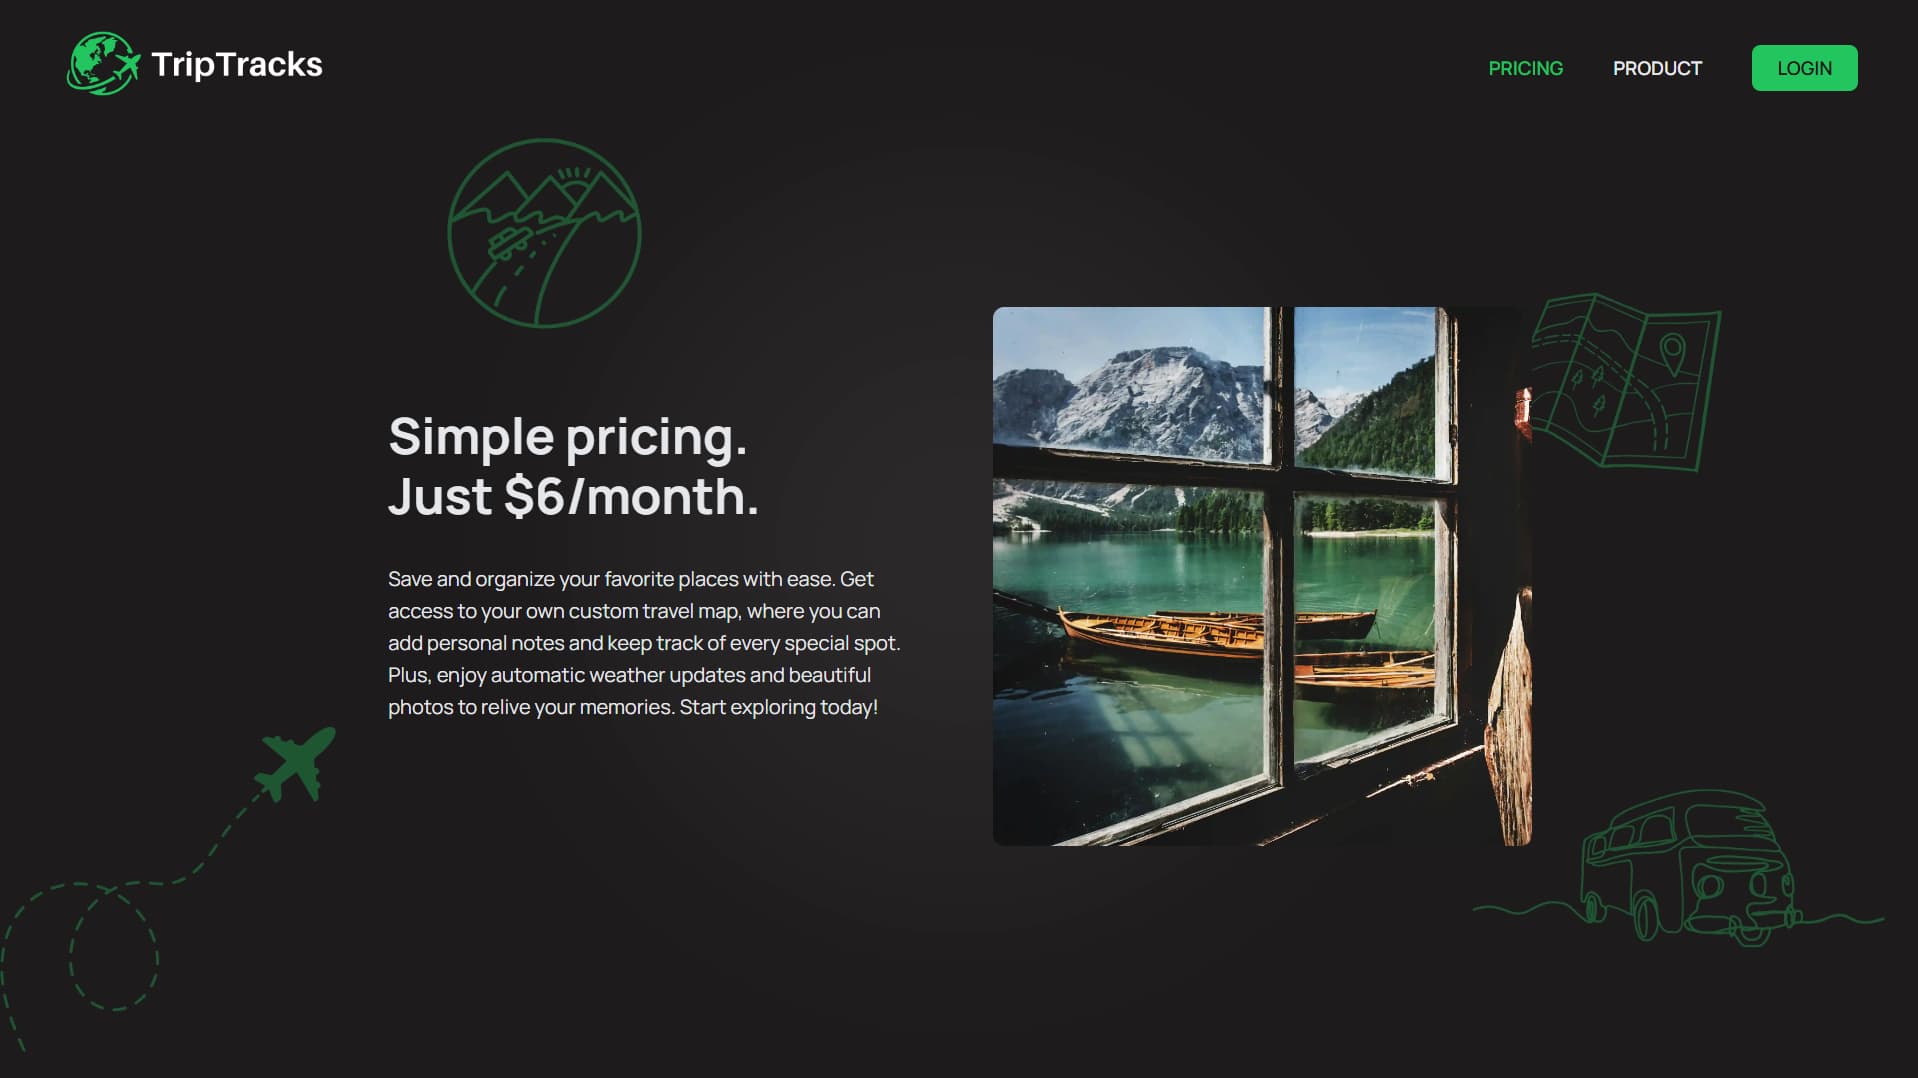 TripTracks
PRICING
PRODUCT
LOGIN
Simple pricing.
Just $6/month.
Save and organize your favorite places with ease. Get
access to your own custom travel map, where you can
add personal notes and keep track of every special spot.
Plus, enjoy automatic weather updates and beautiful
photos to relive your memories. Start exploring today!